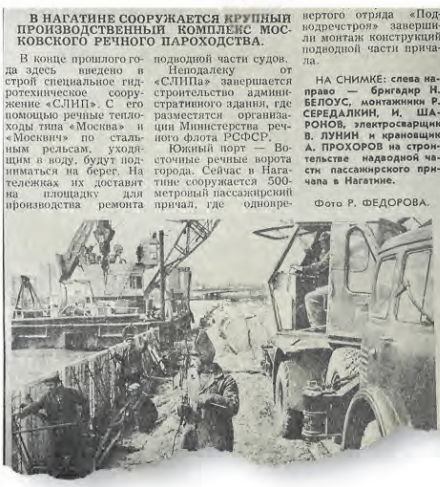 В НАГАТИНЕ СООРУЖАЕТСЯ КРУПНЫЙ
ПРОИЗВОДСТВЕННЫЙ КОМПЛЕКС МОС-
КОВСКОГО РЕЧНОГО ПАРОХОДСТВА.
В конце прошлого го-
да здесь введено в
строй специальное гид-
ротехническое соору-
жение «СЛИП». С его
помощью речные тепло-
ходы типа «Москва» и
«Москвич» по сталь-
ным рельсам, уходя-
щим в воду, будут под-
ниматься на берег. На
тележках их доставят
на площадку для
производства ремонта
подводной части судов.
Неподалеку от
«СЛИПа» завершается
строительство админи-
стративного здания, где
разместятся организа-
ции Министерства реч-
ного флота РСФСР.
Южный порт — Во-
сточные речные ворота
города. Сейчас в Нага-
тине сооружается 500-
метровый пассажирский
причал, где одновре-
вертого отряда «Под-
водречстроя» заверши-
ли монтаж конструкций
подводной части прича-
ла.
НА СНИМКЕ: слева на-
право — бригадир Н.
БЕЛОУС, монтажники Р.
СЕРЕДАЛКИН, И. ША-
РОНОВ, электросварщик
Д. ЛУНИН и крановщик
А. ПРОХОРОВ на строи-
тельстве надводной ча-
сти пассажирского при-
чала в Нагатине.
Фото Р. ФЕДОРОВА.